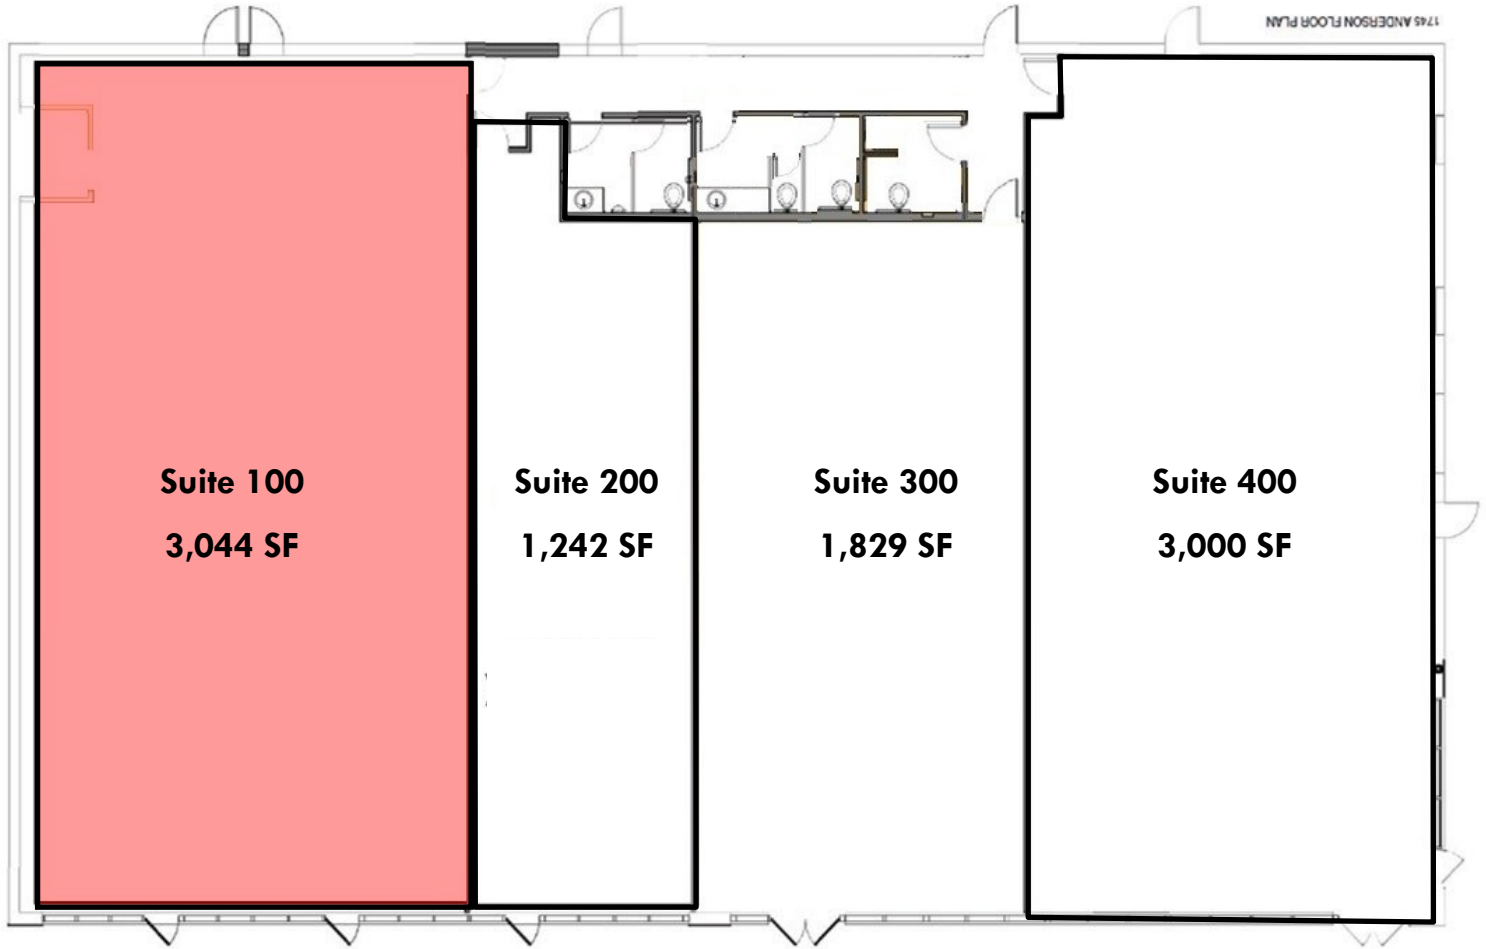 1745 ANDERSON FLOOR PLAN
Suite 100
3,044 SF
Suite 200
1,242 SF
Suite 300
1,829 SF
Suite 400
3,000 SF